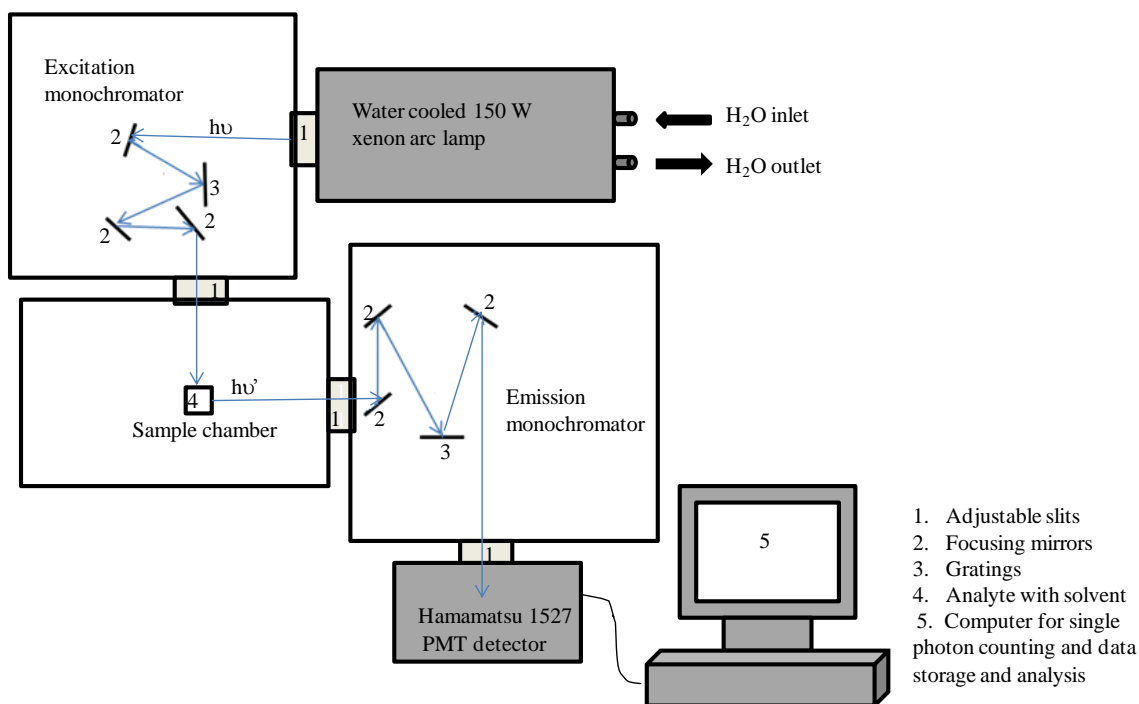 Excitation
monochromator
hυ
1
2
3
2
2
1
Water cooled 150 W
xenon arc lamp
H₂O inlet
H₂O outlet
4
hυ’
Sample chamber
1
2
2
2
3
Emission
monochromator
1
Hamamatsu 1527
PMT detector
5
1. Adjustable slits
2. Focusing mirrors
3. Gratings
4. Analyte with solvent
5. Computer for single
photon counting and data
storage and analysis